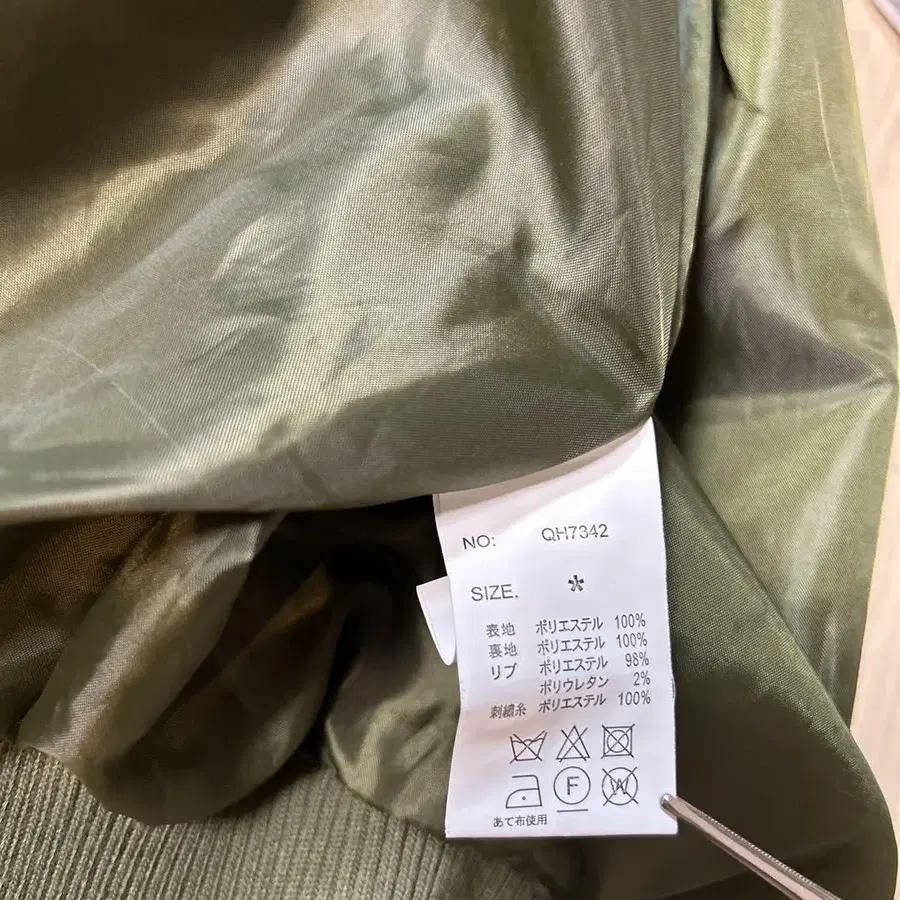 NO: QH7342
SIZE. *
表地 ポリエステル 100%
裏地 ポリエステル 100%
リブ ポリエステル 98%
ポリウレタン 2%
刺繍糸 ポリエステル 100%
F W
あて布使用